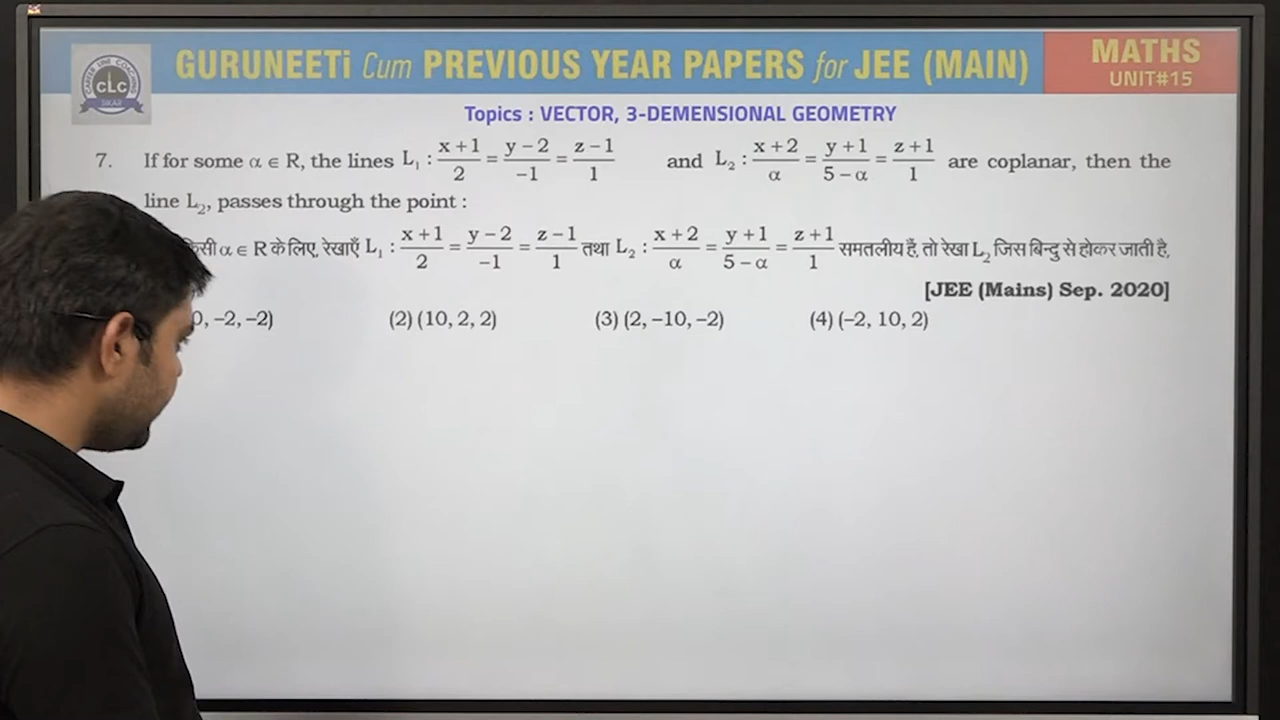 GURUNEETi Cum PREVIOUS YEAR PAPERS for JEE (MAIN)
MATHS
UNIT#15
CLC
SIKAR
Topics : VECTOR, 3-DEMENSIONAL GEOMETRY
7. If for some α ∈ R, the lines L₁ : (x + 1)/2 = (y − 2)/−1 = (z − 1)/1 and L₂ : (x + 2)/α = (y + 1)/(5 − α) = (z + 1)/1 are coplanar, then the
line L₂, passes through the point :
α ∈ R के लिए, रेखाएँ L₁ : (x + 1)/2 = (y − 2)/−1 = (z − 1)/1 तथा L₂ : (x + 2)/α = (y + 1)/(5 − α) = (z + 1)/1 समतलीय हैं, तो रेखा L₂ जिस बिन्दु से होकर जाती है,
[JEE (Mains) Sep. 2020]
0, −2, −2) (2) (10, 2, 2) (3) (2, −10, −2) (4) (−2, 10, 2)